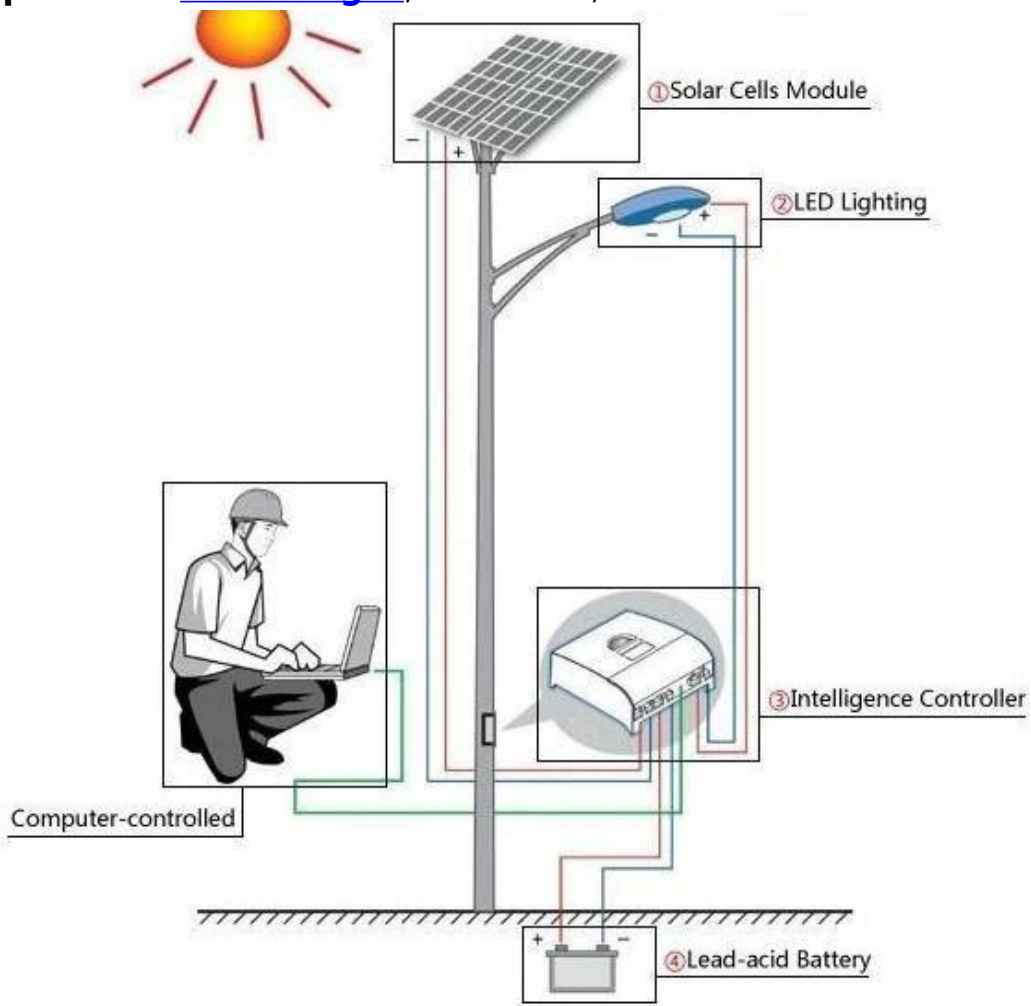 ①Solar Cells Module
− +
②LED Lighting
+
−
③Intelligence Controller
Computer-controlled
+ −
④Lead-acid Battery